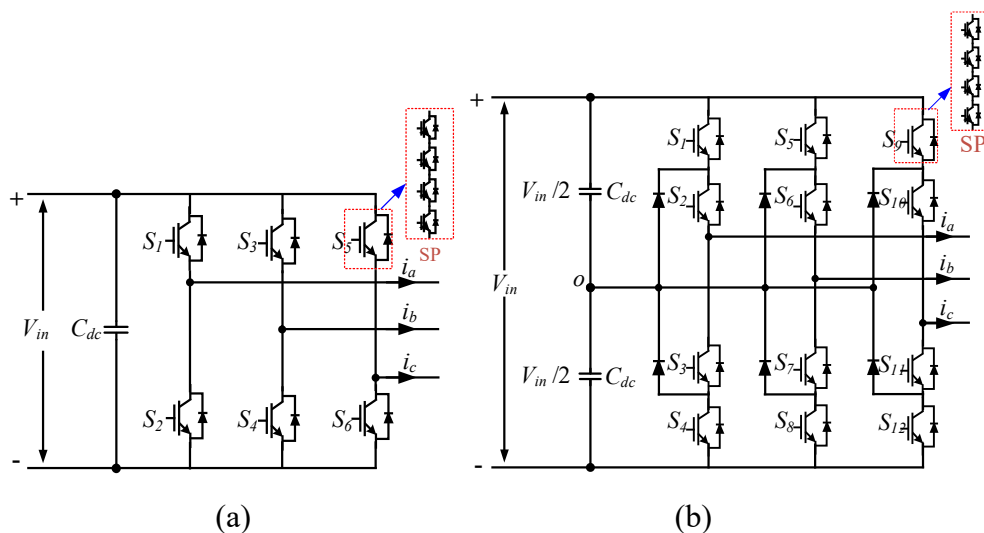 SP
+
S1
S3
S5
ia
Vin
Cdc
ib
ic
S2
S4
S6
-
(a)
SP
+
S1
S5
S9
Vin/2
Cdc
S2
S6
S10
ia
Vin
o
ib
ic
Vin/2
Cdc
S3
S7
S11
S4
S8
S12
-
(b)